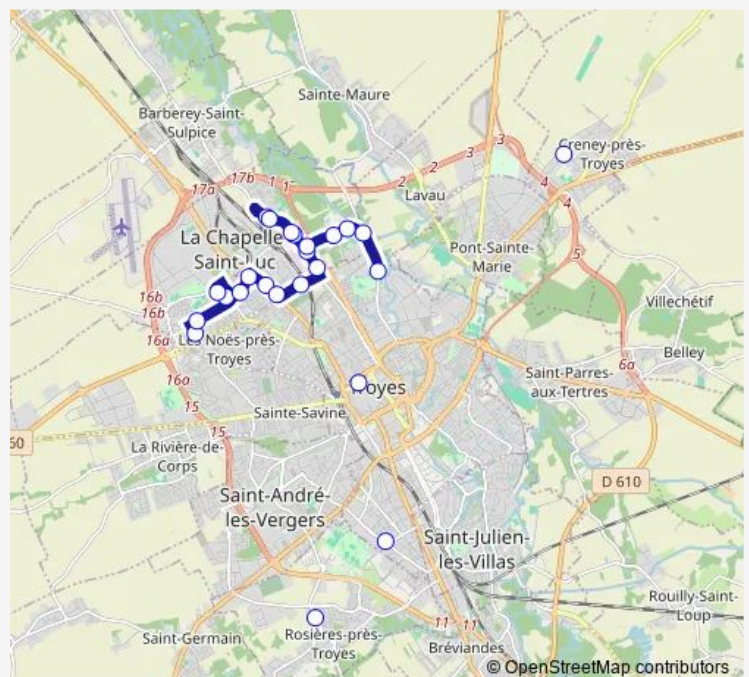 Sainte-Maure
Barberey-Saint-
Sulpice
Creney-près-
Troyes
3
3
2
2
4
4
17b
1
1
17a
Lavau
La Chapelle
Saint-Luc
Pont-Sainte-
Marie
5
16b
16b
16a
Villechétif
Les Noës-près-
Troyes
Belley
6a
16a
Saint-Parres-
aux-Tertres
Troyes
15
Sainte-Savine
15
60
La Rivière-de-
Corps
D 610
Saint-André-
les-Vergers
Saint-Julien-
les-Villas
Rouilly-Saint-
Loup
11
11
Saint-Germain
Rosières-près-
Troyes
Bréviandes
© OpenStreetMap contributors